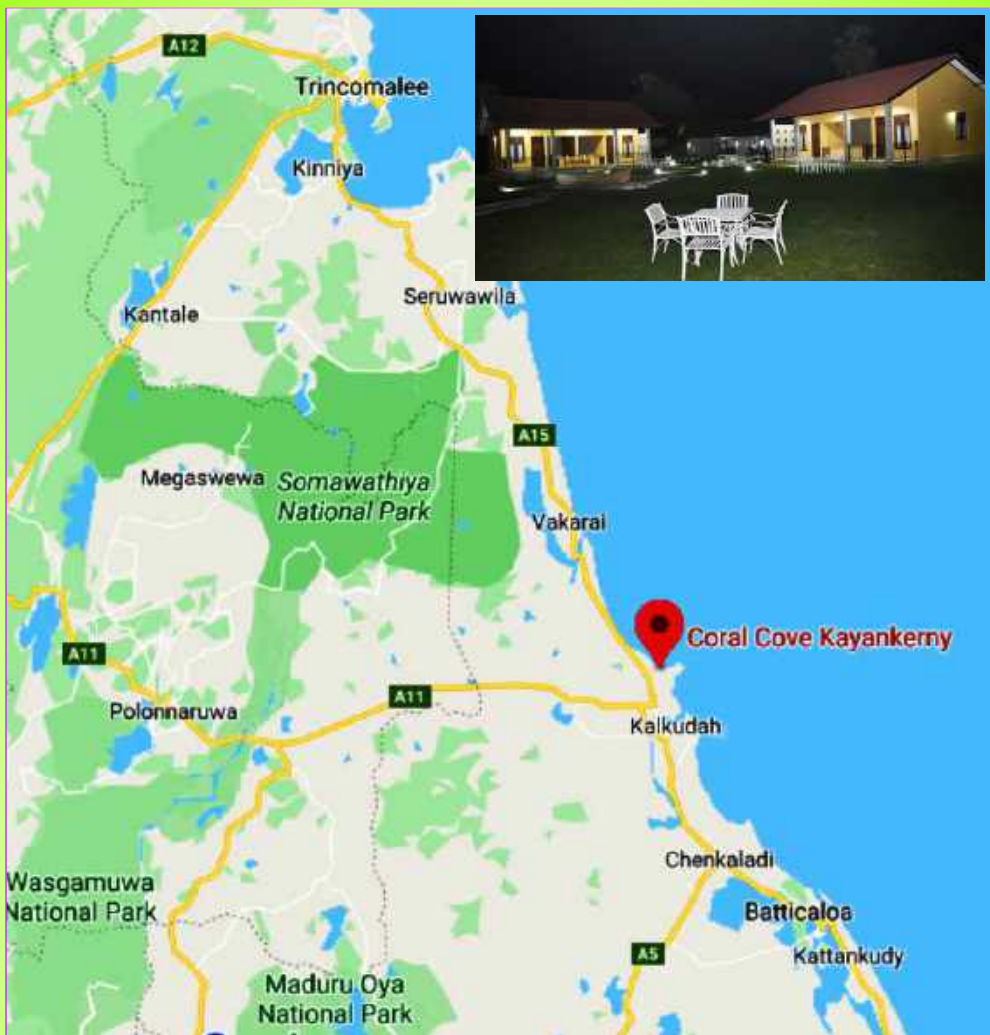 A12
Trincomalee
Kinniya
Seruwawila
Kantale
A15
Megaswewa
Somawathiya
National Park
Vakarai
Coral Cove Kayankerny
A11
A11
Polonnaruwa
Kalkudah
Chenkaladi
Wasgamuwa
National Park
Batticaloa
A5
Kattankudy
Maduru Oya
National Park